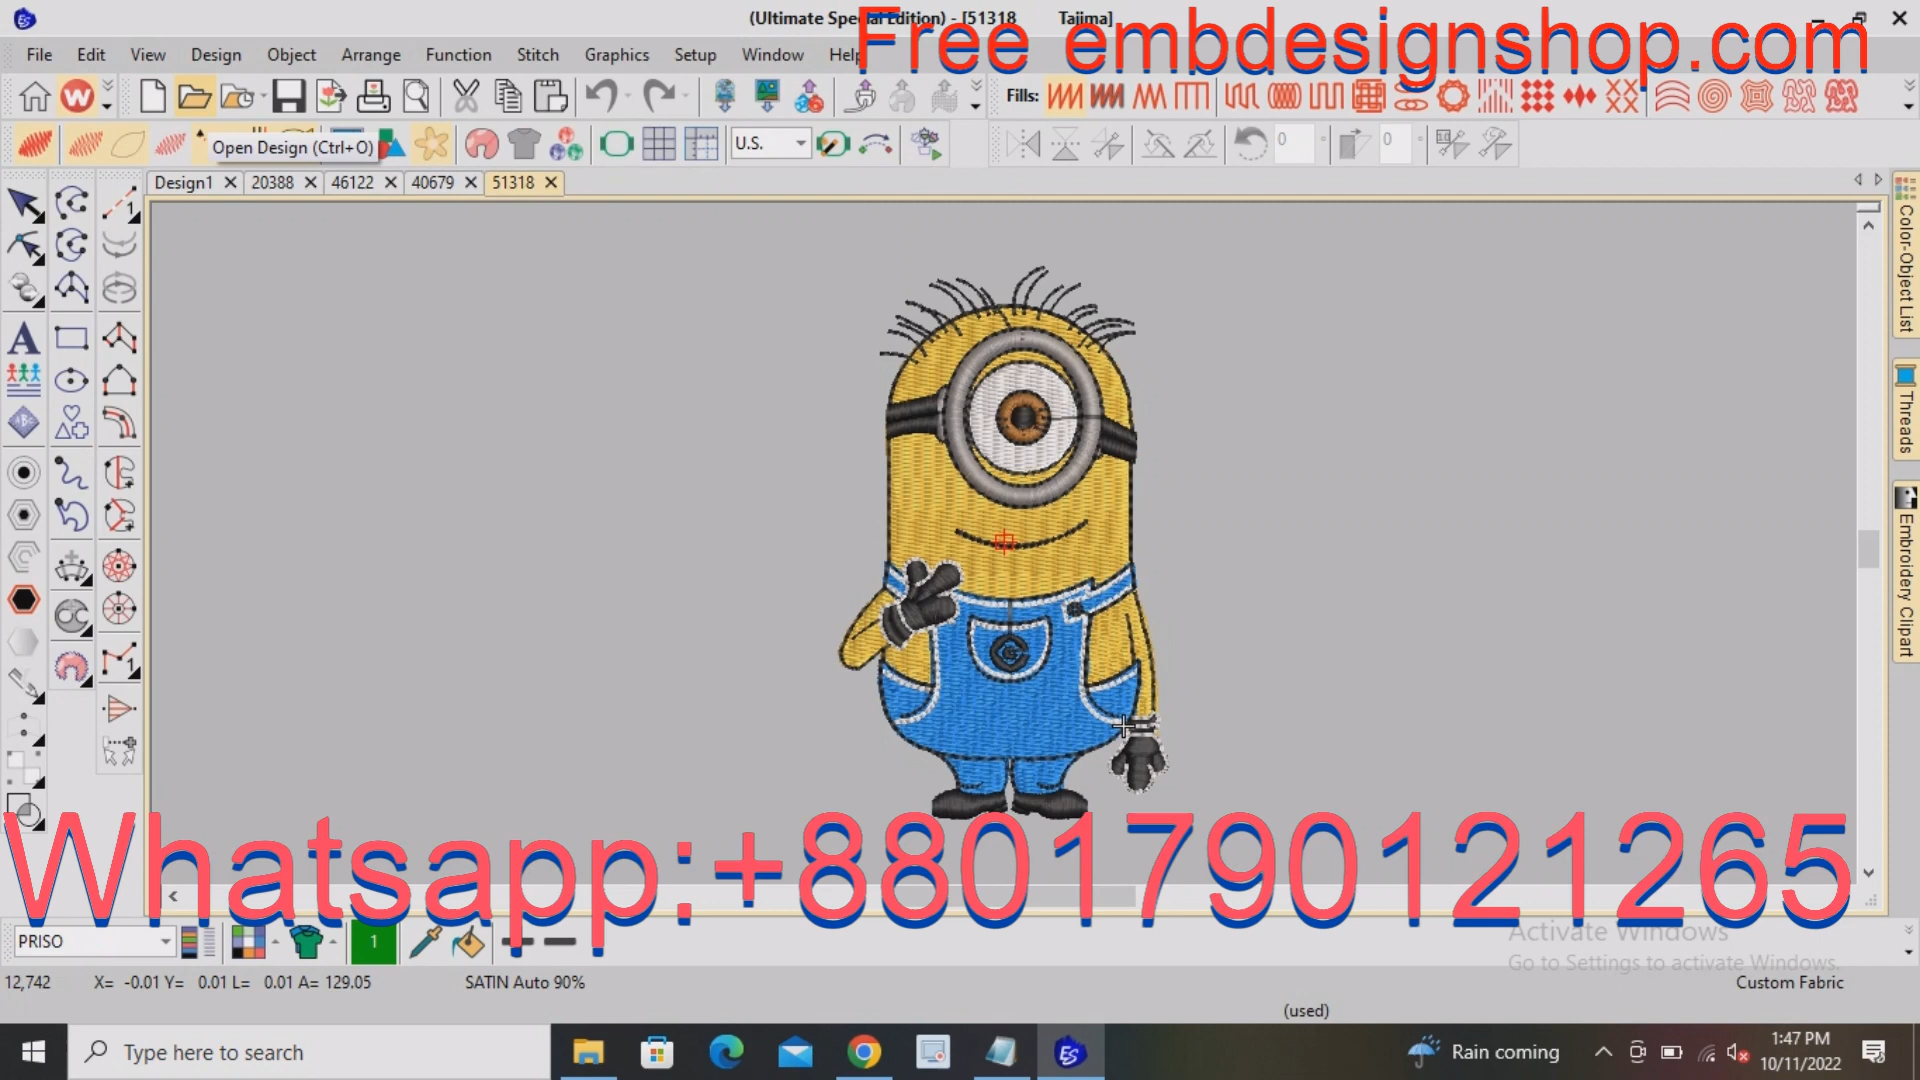 (Ultimate Special Edition) - [51318 Tajima]
Free embdesignshop.com
File Edit View Design Object Arrange Function Stitch Graphics Setup Window Help
Fills:
Open Design (Ctrl+O)
U.S.
0
0
Design1 20388 46122 40679 51318
Color-Object List
Threads
Embroidery Clipart
Whatsapp:+8801790121265
PRISO
1
Activate Windows
Go to Settings to activate Windows.
12,742 X= -0.01 Y= 0.01 L= 0.01 A= 129.05 SATIN Auto 90% Custom Fabric
(used)
Type here to search
Rain coming
1:47 PM
10/11/2022